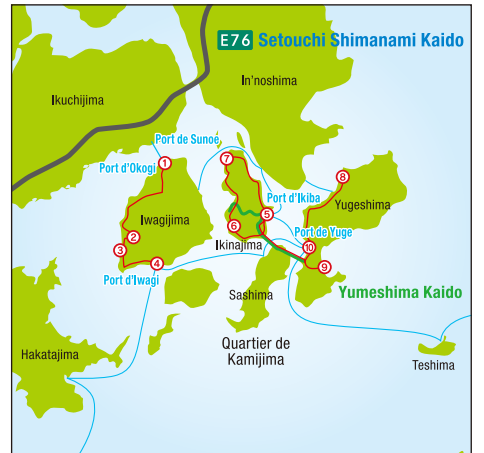 E76 Setouchi Shimanami Kaido
In'noshima
Ikuchijima
Port de Sunoé
Port d'Okogi
1
7
8
Port d'Ikiba
Yugeshima
Iwagijima
5
6
Port de Yuge
2
3
Ikinajima
10
4
9
Port d'Iwagi
Sashima
Yumeshima Kaido
Quartier de
Kamijima
Hakatajima
Teshima